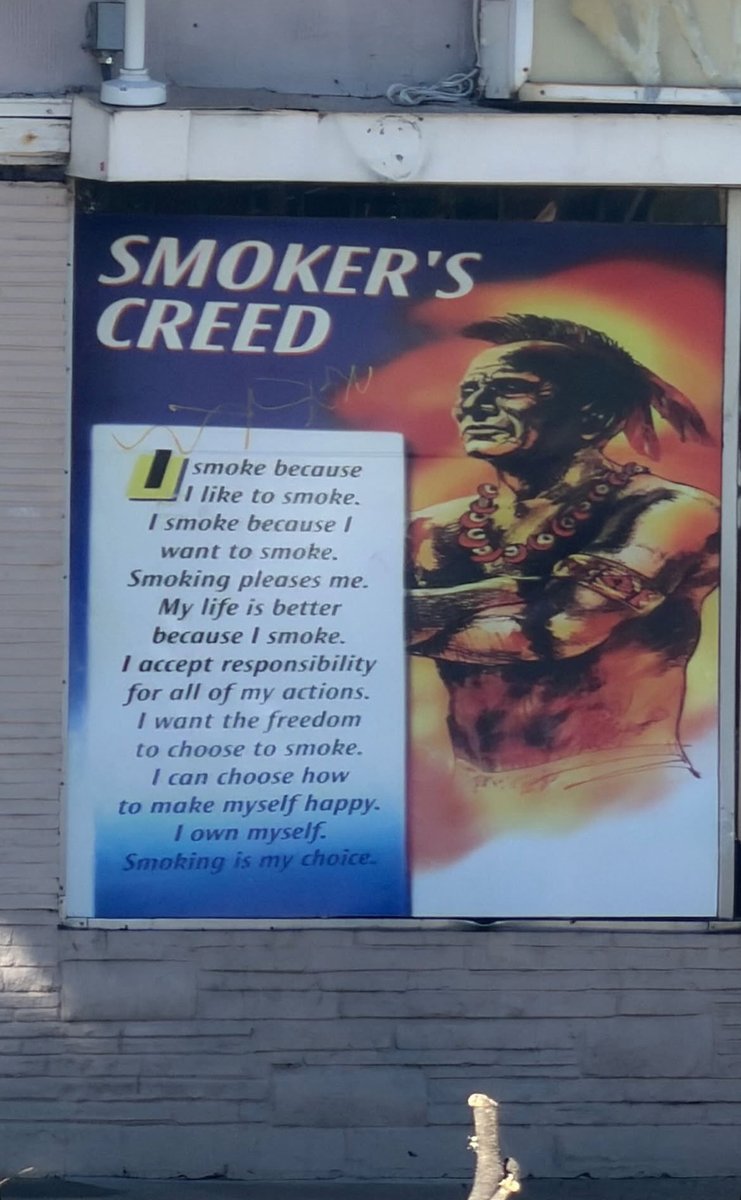 SMOKER'S
CREED
I smoke because
I like to smoke.
I smoke because I
want to smoke.
Smoking pleases me.
My life is better
because I smoke.
I accept responsibility
for all of my actions.
I want the freedom
to choose to smoke.
I can choose how
to make myself happy.
I own myself.
Smoking is my choice.